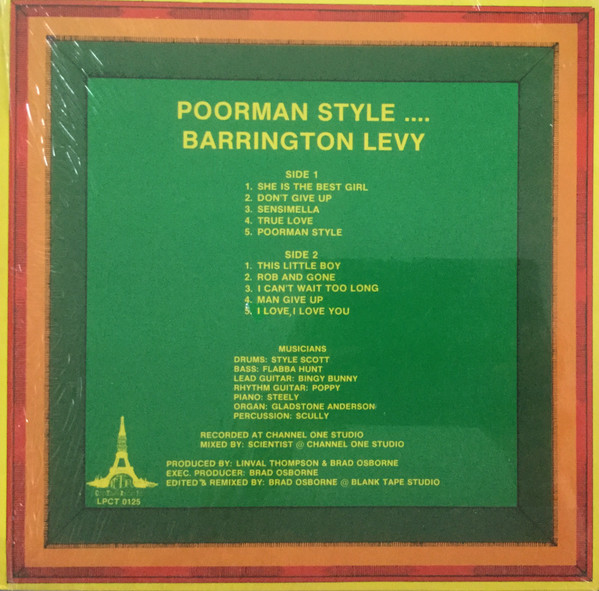 POORMAN STYLE ....
BARRINGTON LEVY
SIDE 1
1. SHE IS THE BEST GIRL
2. DON'T GIVE UP
3. SENSIMELLA
4. TRUE LOVE
5. POORMAN STYLE
SIDE 2
1. THIS LITTLE BOY
2. ROB AND GONE
3. I CAN'T WAIT TOO LONG
4. MAN GIVE UP
5. I LOVE, I LOVE YOU
MUSICIANS
DRUMS: STYLE SCOTT
BASS: FLABBA HUNT
LEAD GUITAR: BINGY BUNNY
RHYTHM GUITAR: POPPY
PIANO: STEELY
ORGAN: GLADSTONE ANDERSON
PERCUSSION: SCULLY
RECORDED AT CHANNEL ONE STUDIO
MIXED BY: SCIENTIST @ CHANNEL ONE STUDIO
PRODUCED BY: LINVAL THOMPSON & BRAD OSBORNE
EXEC. PRODUCER: BRAD OSBORNE
EDITED & REMIXED BY: BRAD OSBORNE @ BLANK TAPE STUDIO
LPCT 0125